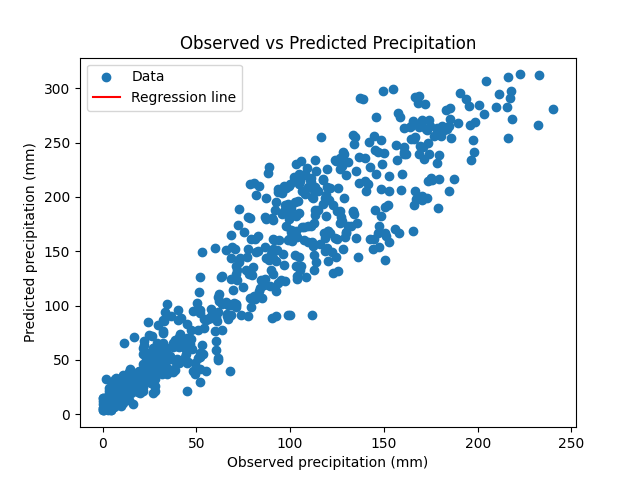 Observed vs Predicted Precipitation
Data
Regression line
300
250
200
150
100
50
0
Predicted precipitation (mm)
0 50 100 150 200 250
Observed precipitation (mm)